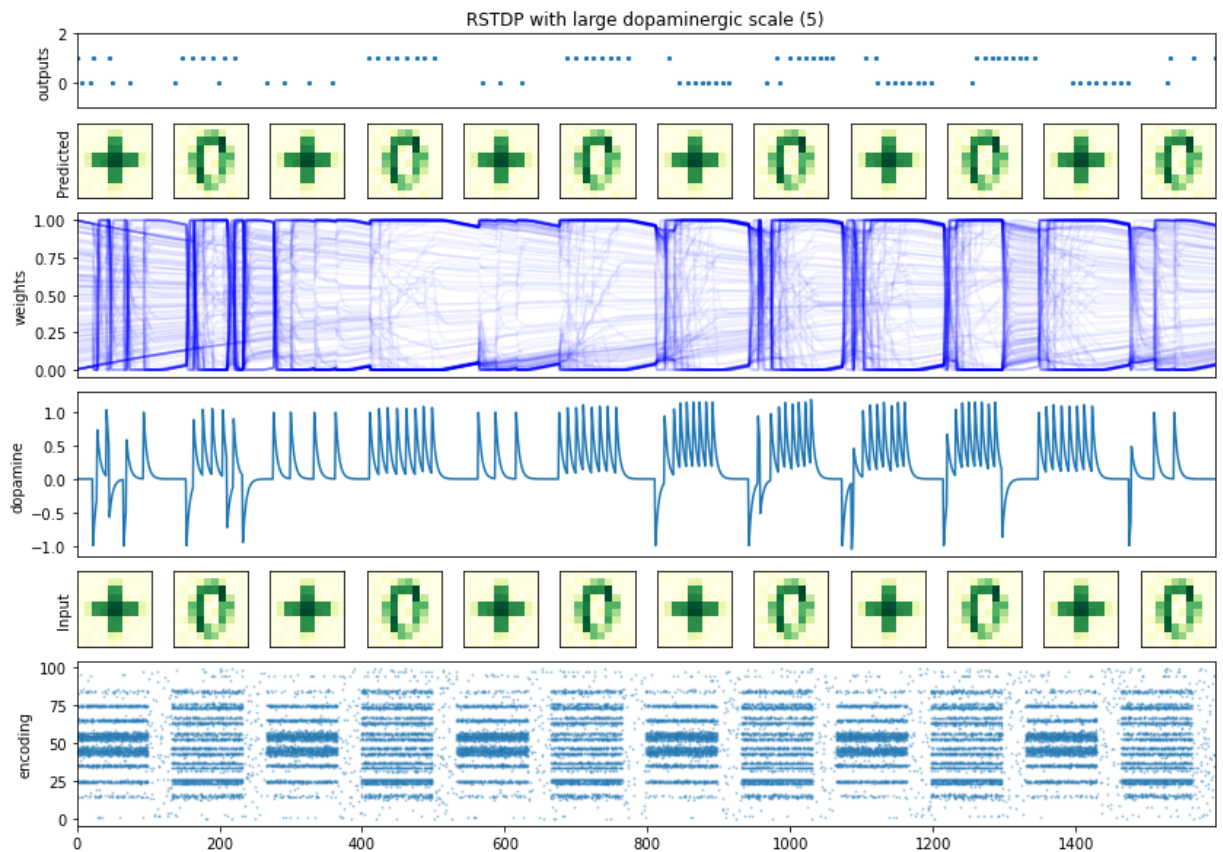 RSTDP with large dopaminergic scale (5)
2
0
outputs
Predicted
1.00
0.75
0.50
0.25
0.00
weights
1.0
0.5
0.0
−0.5
−1.0
dopamine
Input
100
75
50
25
0
encoding
0 200 400 600 800 1000 1200 1400